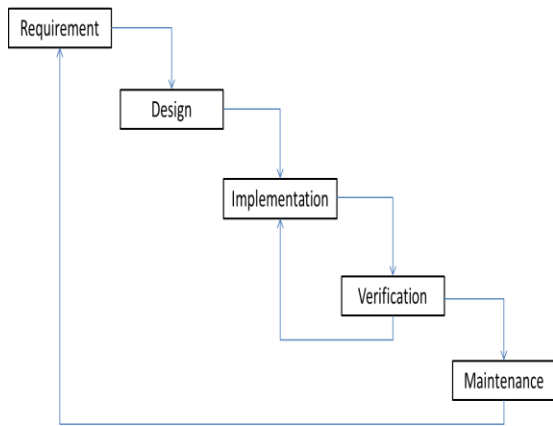 Requirement
Design
Implementation
Verification
Maintenance